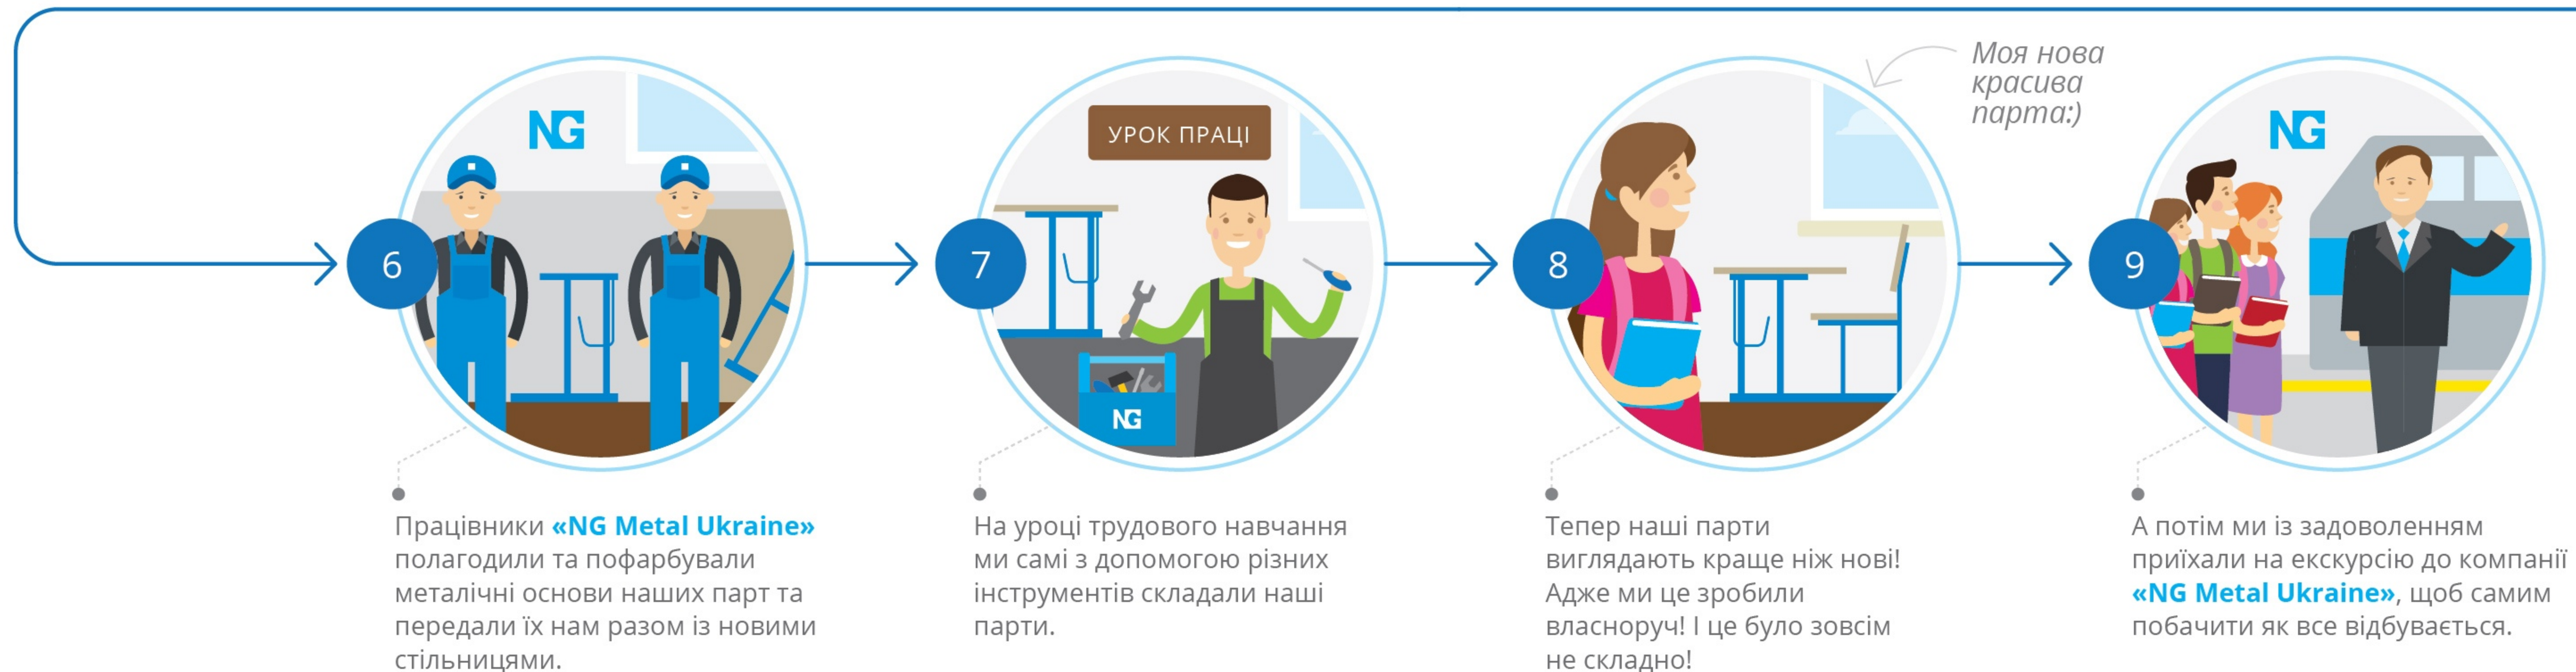 Моя нова
красива
парта:)
NG
УРОК ПРАЦІ
NG
NG
6
7
8
9
Працівники «NG Metal Ukraine»
полагодили та пофарбували
металічні основи наших парт та
передали їх нам разом із новими
стільницями.
На уроці трудового навчання
ми самі з допомогою різних
інструментів складали наші
парти.
Тепер наші парти
виглядають краще ніж нові!
Адже ми це зробили
власноруч! І це було зовсім
не складно!
А потім ми із задоволенням
приїхали на екскурсію до компанії
«NG Metal Ukraine», щоб самим
побачити як все відбувається.